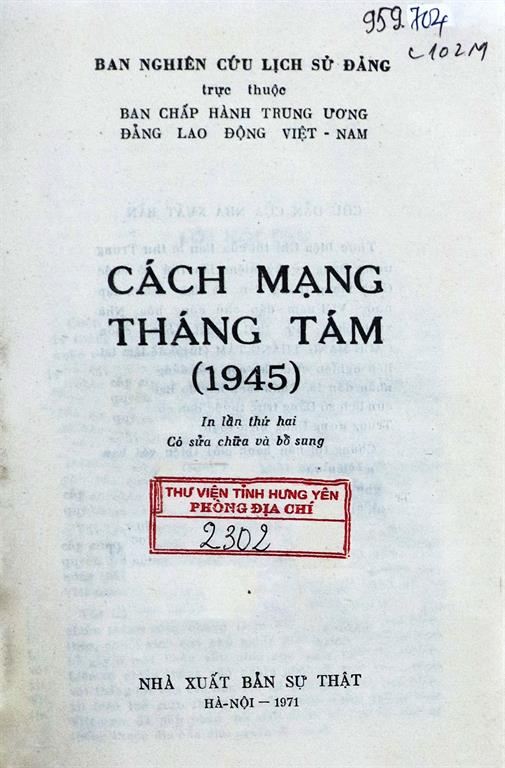 959.704
C102M
BAN NGHIÊN CỨU LỊCH SỬ ĐẢNG
trực thuộc
BAN CHẤP HÀNH TRUNG ƯƠNG
ĐẢNG LAO ĐỘNG VIỆT - NAM
CÁCH MẠNG
THÁNG TÁM
(1945)
In lần thứ hai
Có sửa chữa và bổ sung
THƯ VIỆN TỈNH HƯNG YÊN
PHÒNG ĐỊA CHÍ
2302
NHÀ XUẤT BẢN SỰ THẬT
HÀ-NỘI — 1971